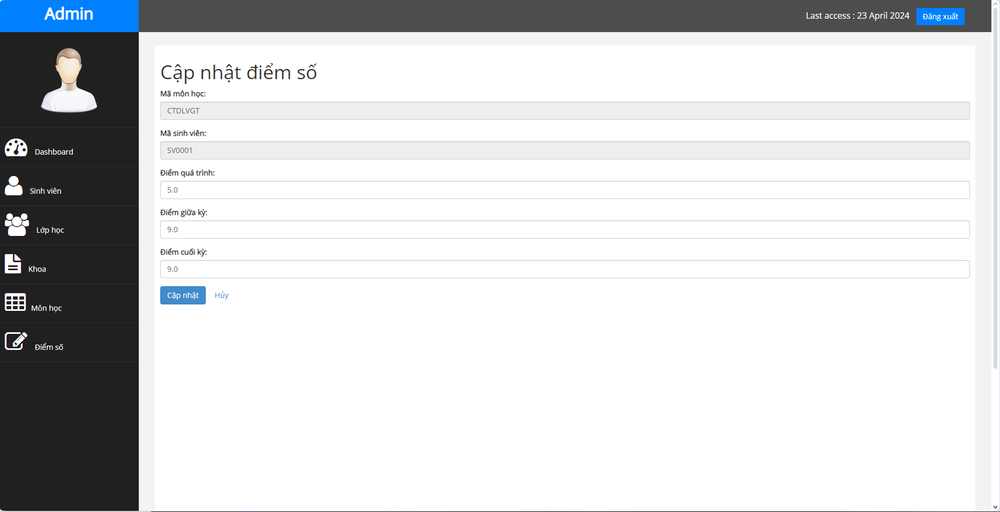 Admin
Last access : 23 April 2024
Đăng xuất
Dashboard
Sinh viên
Lớp học
Khoa
Môn học
Điểm số
Cập nhật điểm số
Mã môn học:
CTDLVGT
Mã sinh viên:
SV0001
Điểm quá trình:
5.0
Điểm giữa kỳ:
9.0
Điểm cuối kỳ:
9.0
Cập nhật
Hủy